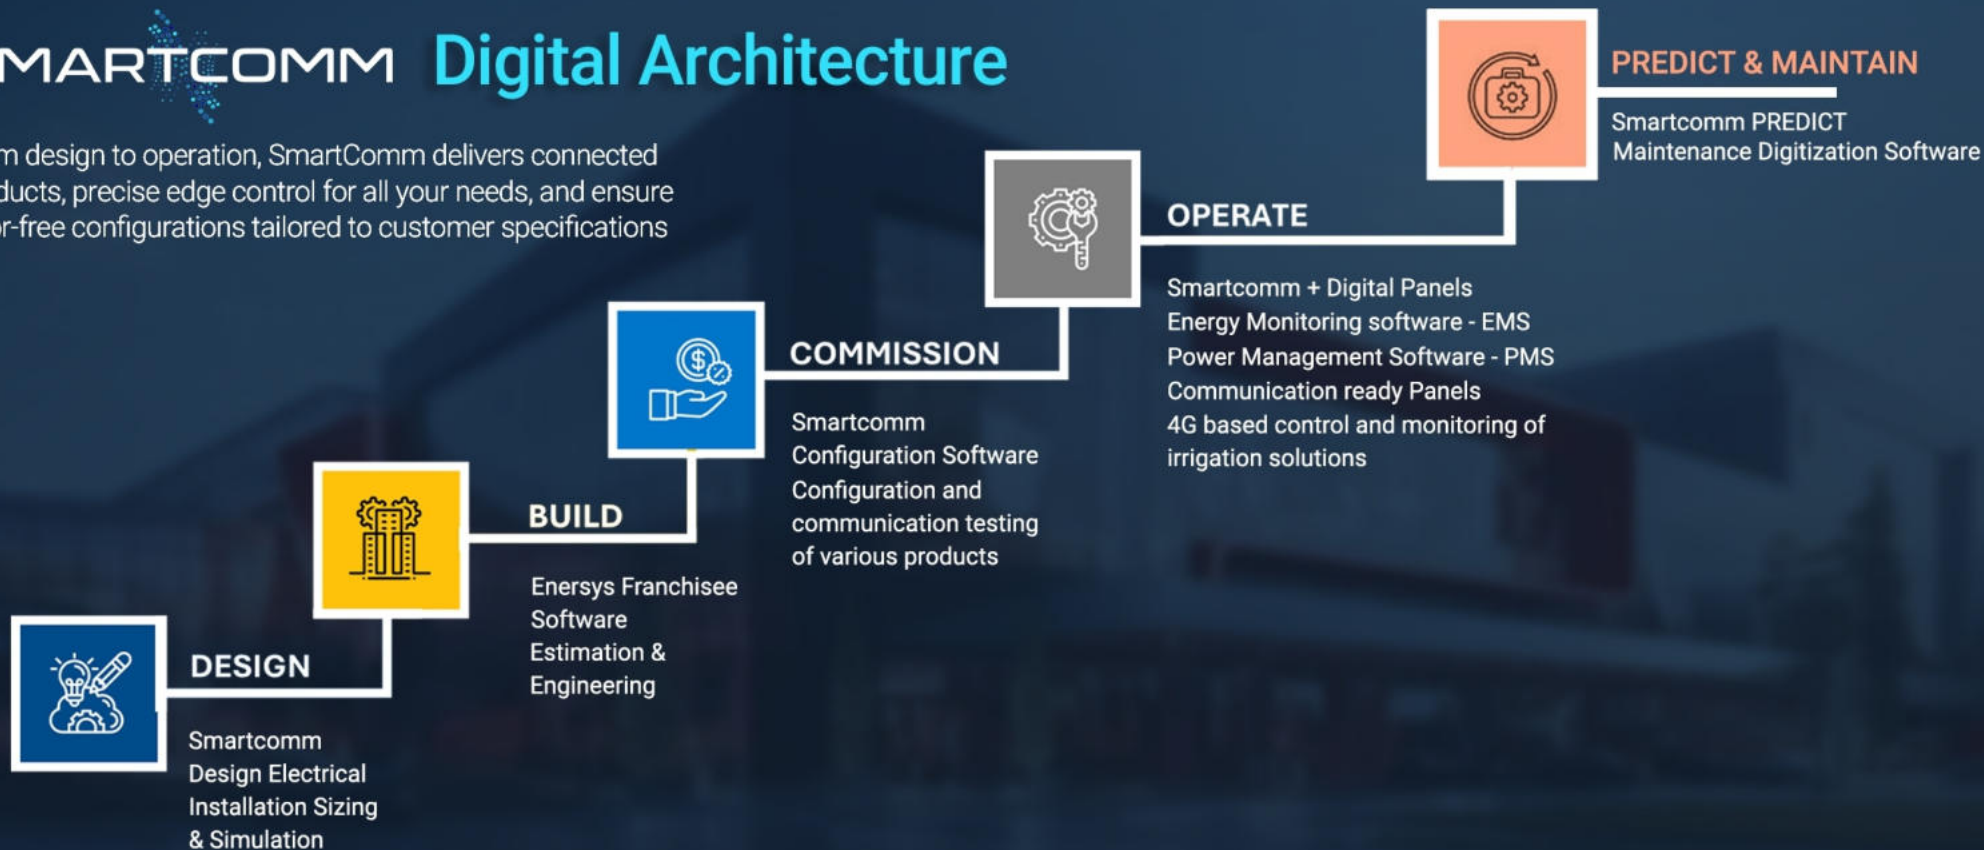 MARTCOMM Digital Architecture
m design to operation, SmartComm delivers connected
ducts, precise edge control for all your needs, and ensure
r-free configurations tailored to customer specifications
PREDICT & MAINTAIN
Smartcomm PREDICT
Maintenance Digitization Software
OPERATE
Smartcomm + Digital Panels
Energy Monitoring software - EMS
Power Management Software - PMS
Communication ready Panels
4G based control and monitoring of
irrigation solutions
COMMISSION
Smartcomm
Configuration Software
Configuration and
communication testing
of various products
BUILD
Enersys Franchisee
Software
Estimation &
Engineering
DESIGN
Smartcomm
Design Electrical
Installation Sizing
& Simulation